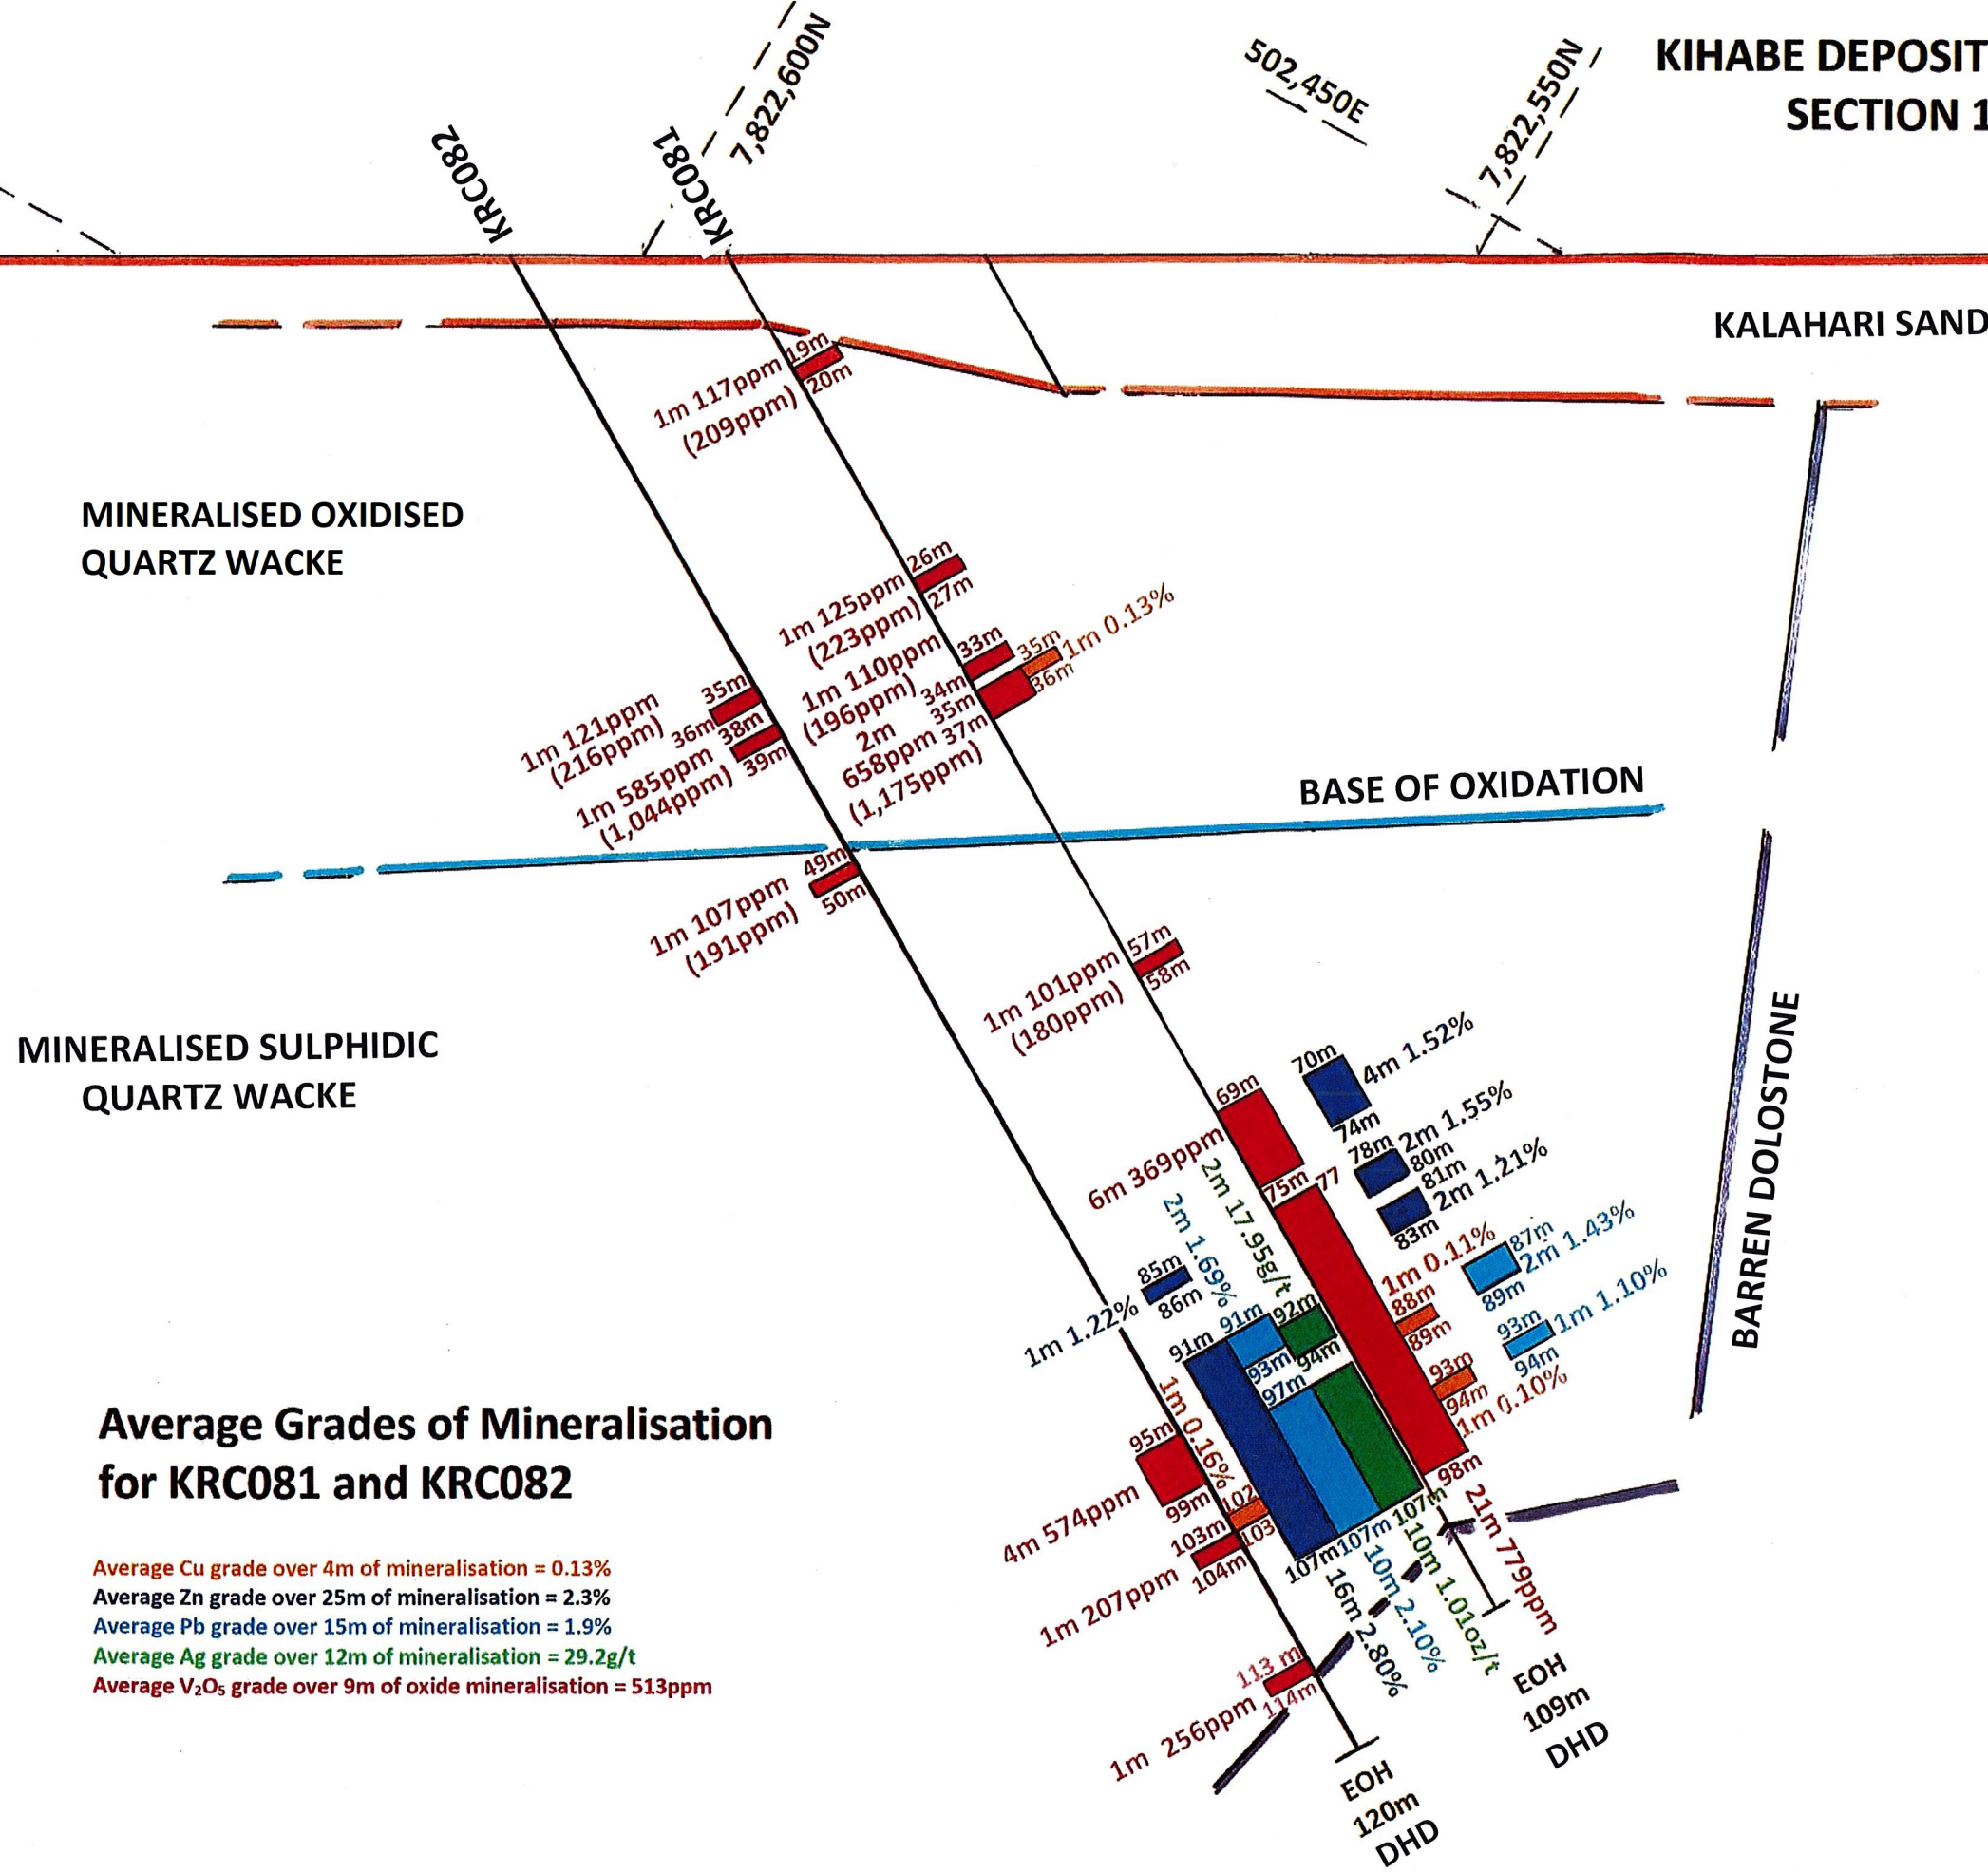 KIHABE DEPOSIT
SECTION 1
7,822,600N
502,450E
7,822,550N
KRC082
KRC081
KALAHARI SAND
19m
1m 117ppm
(209ppm)
20m
MINERALISED OXIDISED
QUARTZ WACKE
26m
1m 125ppm
(223ppm)
27m
33m
1m 110ppm
(196ppm)
34m
35m
1m 0.13%
36m
35m
2m
658ppm
37m
(1,175ppm)
35m
1m 121ppm
(216ppm)
36m
38m
1m 585ppm
(1,044ppm)
39m
BASE OF OXIDATION
49m
1m 107ppm
(191ppm)
50m
57m
1m 101ppm
(180ppm)
58m
MINERALISED SULPHIDIC
QUARTZ WACKE
BARREN DOLOSTONE
70m
4m 1.52%
74m
69m
6m 369ppm
75m
77
78m
2m 1.55%
80m
81m
2m 1.21%
83m
2m 17.95g/t
2m 1.69%
85m
1m 1.22%
86m
1m 0.11%
88m
89m
87m
2m 1.43%
89m
93m
1m 1.10%
94m
93m
94m
1m 0.10%
91m
91m
92m
93m
94m
97m
98m
21m 779ppm
1m 0.16%
95m
4m 574ppm
99m
102
103
103m
1m 207ppm
104m
107m
107m
107m
16m 2.80%
10m 2.10%
10m 1.01oz/t
113 m
1m 256ppm
114m
EOH
109m
DHD
EOH
120m
DHD
Average Grades of Mineralisation
for KRC081 and KRC082
Average Cu grade over 4m of mineralisation = 0.13%
Average Zn grade over 25m of mineralisation = 2.3%
Average Pb grade over 15m of mineralisation = 1.9%
Average Ag grade over 12m of mineralisation = 29.2g/t
Average V₂O₅ grade over 9m of oxide mineralisation = 513ppm